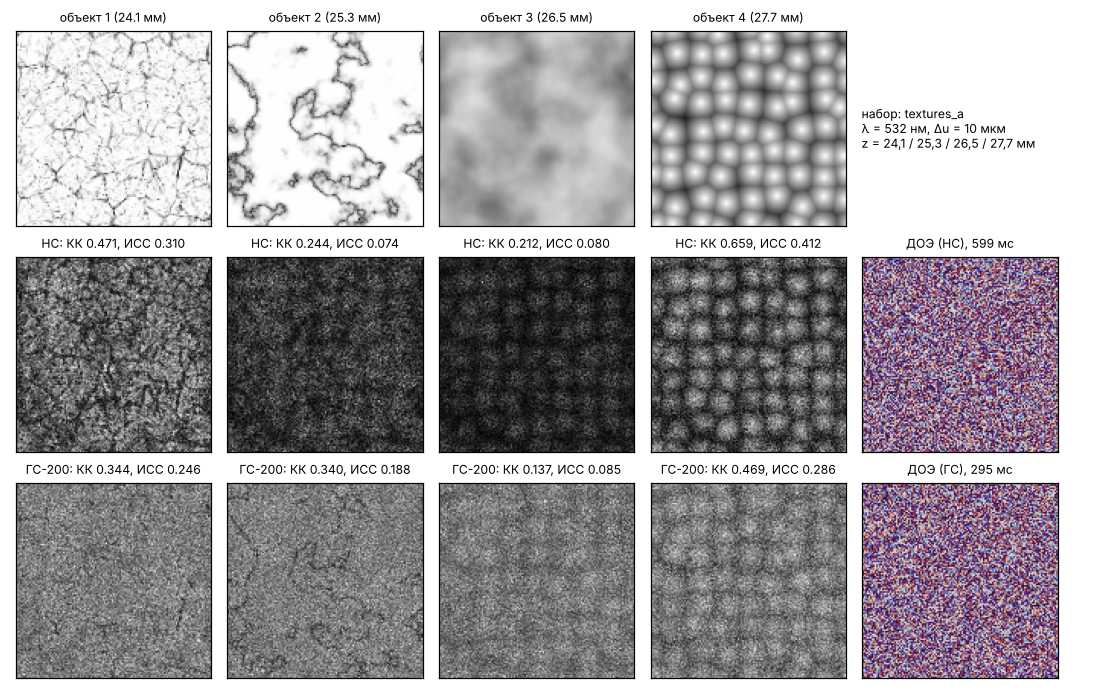 объект 1 (24.1 мм)
объект 2 (25.3 мм)
объект 3 (26.5 мм)
объект 4 (27.7 мм)
набор: textures_a
λ = 532 нм, Δu = 10 мкм
z = 24,1 / 25,3 / 26,5 / 27,7 мм
НС: КК 0.471, ИСС 0.310
НС: КК 0.244, ИСС 0.074
НС: КК 0.212, ИСС 0.080
НС: КК 0.659, ИСС 0.412
ДОЭ (НС), 599 мс
ГС-200: КК 0.344, ИСС 0.246
ГС-200: КК 0.340, ИСС 0.188
ГС-200: КК 0.137, ИСС 0.085
ГС-200: КК 0.469, ИСС 0.286
ДОЭ (ГС), 295 мс